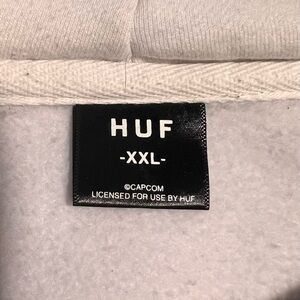 HUF
-XXL-
©CAPCOM
LICENSED FOR USE BY HUF